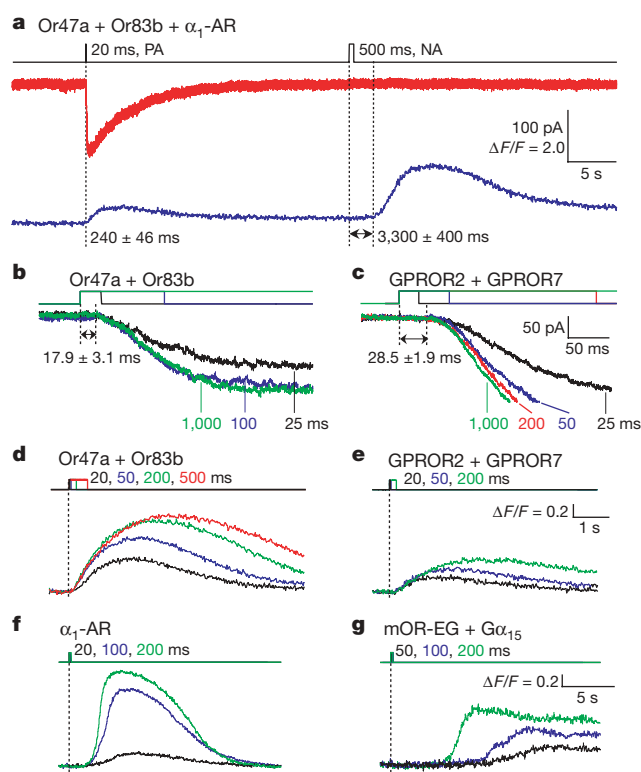 a Or47a + Or83b + α1-AR
20 ms, PA
500 ms, NA
100 pA
ΔF/F = 2.0
5 s
240 ± 46 ms
3,300 ± 400 ms
b Or47a + Or83b
c GPROR2 + GPROR7
17.9 ± 3.1 ms
28.5 ±1.9 ms
50 pA
50 ms
1,000 100 25 ms
1,000 200 50 25 ms
d Or47a + Or83b
20, 50, 200, 500 ms
e GPROR2 + GPROR7
20, 50, 200 ms
ΔF/F = 0.2
1 s
f α1-AR
20, 100, 200 ms
g mOR-EG + Gα15
50, 100, 200 ms
ΔF/F = 0.2
5 s